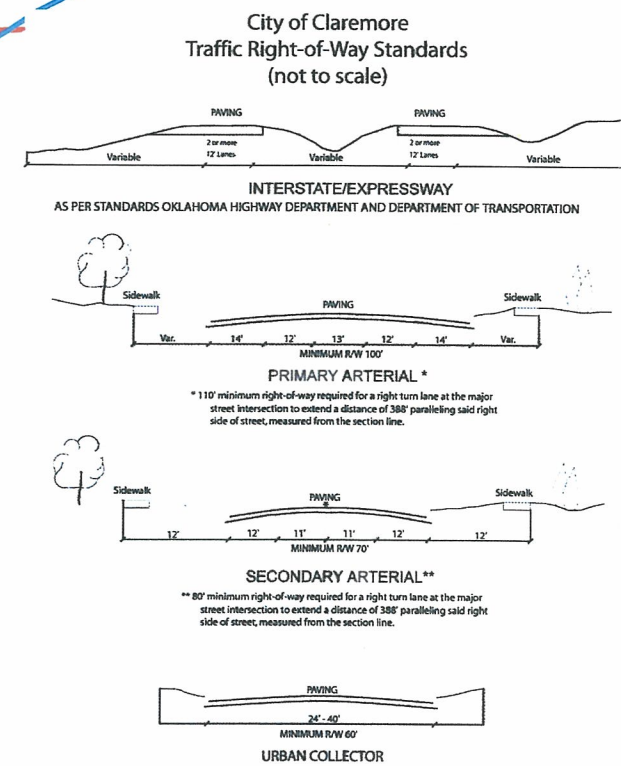 City of Claremore
Traffic Right-of-Way Standards
(not to scale)
PAVING PAVING
2 or more 2 or more
Variable 12' Lanes Variable 12' Lanes Variable
INTERSTATE/EXPRESSWAY
AS PER STANDARDS OKLAHOMA HIGHWAY DEPARTMENT AND DEPARTMENT OF TRANSPORTATION
Sidewalk Sidewalk
PAVING
Var. 14' 12' 13' 12' 14' Var.
MINIMUM R/W 100'
PRIMARY ARTERIAL *
* 110' minimum right-of-way required for a right turn lane at the major
street intersection to extend a distance of 388' paralleling said right
side of street, measured from the section line.
Sidewalk Sidewalk
PAVING
*
12' 12' 11' 11' 12' 12'
MINIMUM R/W 70'
SECONDARY ARTERIAL**
** 80' minimum right-of-way required for a right turn lane at the major
street intersection to extend a distance of 388' paralleling said right
side of street, measured from the section line.
PAVING
24' - 40'
MINIMUM R/W 60'
URBAN COLLECTOR